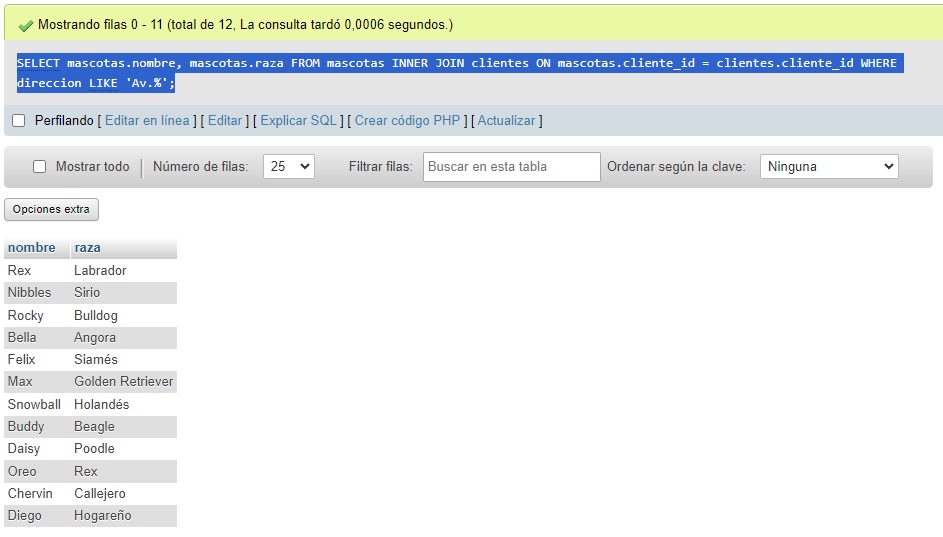 Mostrando filas 0 - 11 (total de 12, La consulta tardó 0,0006 segundos.)
SELECT mascotas.nombre, mascotas.raza FROM mascotas INNER JOIN clientes ON mascotas.cliente_id = clientes.cliente_id WHERE
direccion LIKE 'Av.%';
Perfilando [ Editar en línea ] [ Editar ] [ Explicar SQL ] [ Crear código PHP ] [ Actualizar ]
Mostrar todo | Número de filas: 25 Filtrar filas: Buscar en esta tabla Ordenar según la clave: Ninguna
Opciones extra
nombre raza
Rex Labrador
Nibbles Sirio
Rocky Bulldog
Bella Angora
Felix Siamés
Max Golden Retriever
Snowball Holandés
Buddy Beagle
Daisy Poodle
Oreo Rex
Chervin Callejero
Diego Hogareño